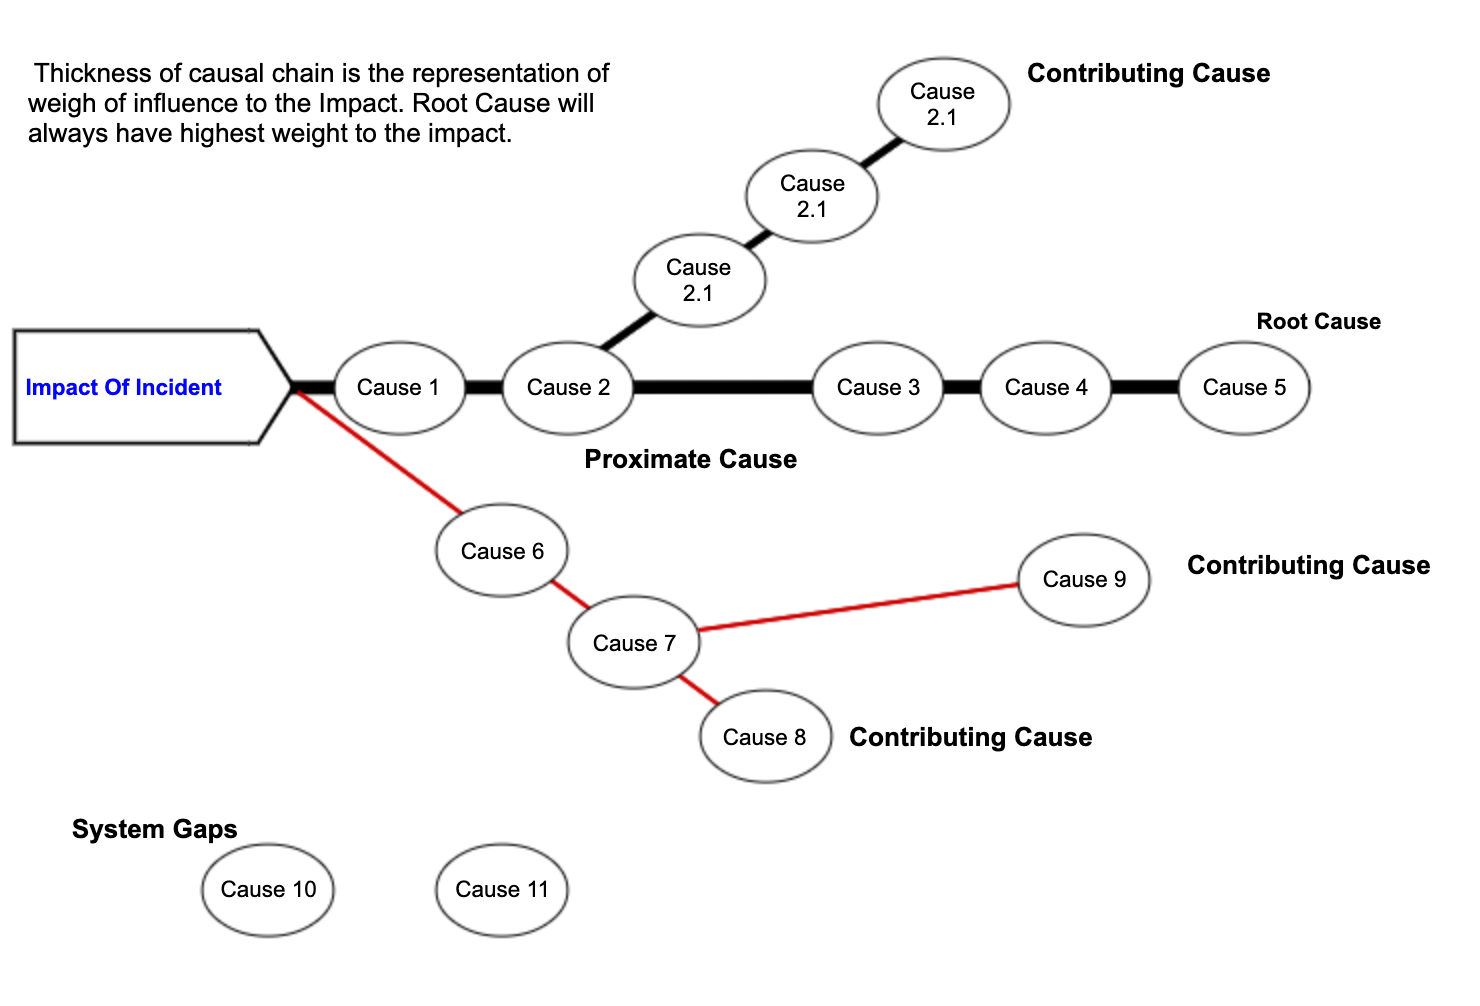 Thickness of causal chain is the representation of
weigh of influence to the Impact. Root Cause will
always have highest weight to the impact.
Cause
2.1
Contributing Cause
Cause
2.1
Cause
2.1
Root Cause
Impact Of Incident
Cause 1
Cause 2
Cause 3
Cause 4
Cause 5
Proximate Cause
Cause 6
Cause 9
Contributing Cause
Cause 7
Cause 8
Contributing Cause
System Gaps
Cause 10
Cause 11